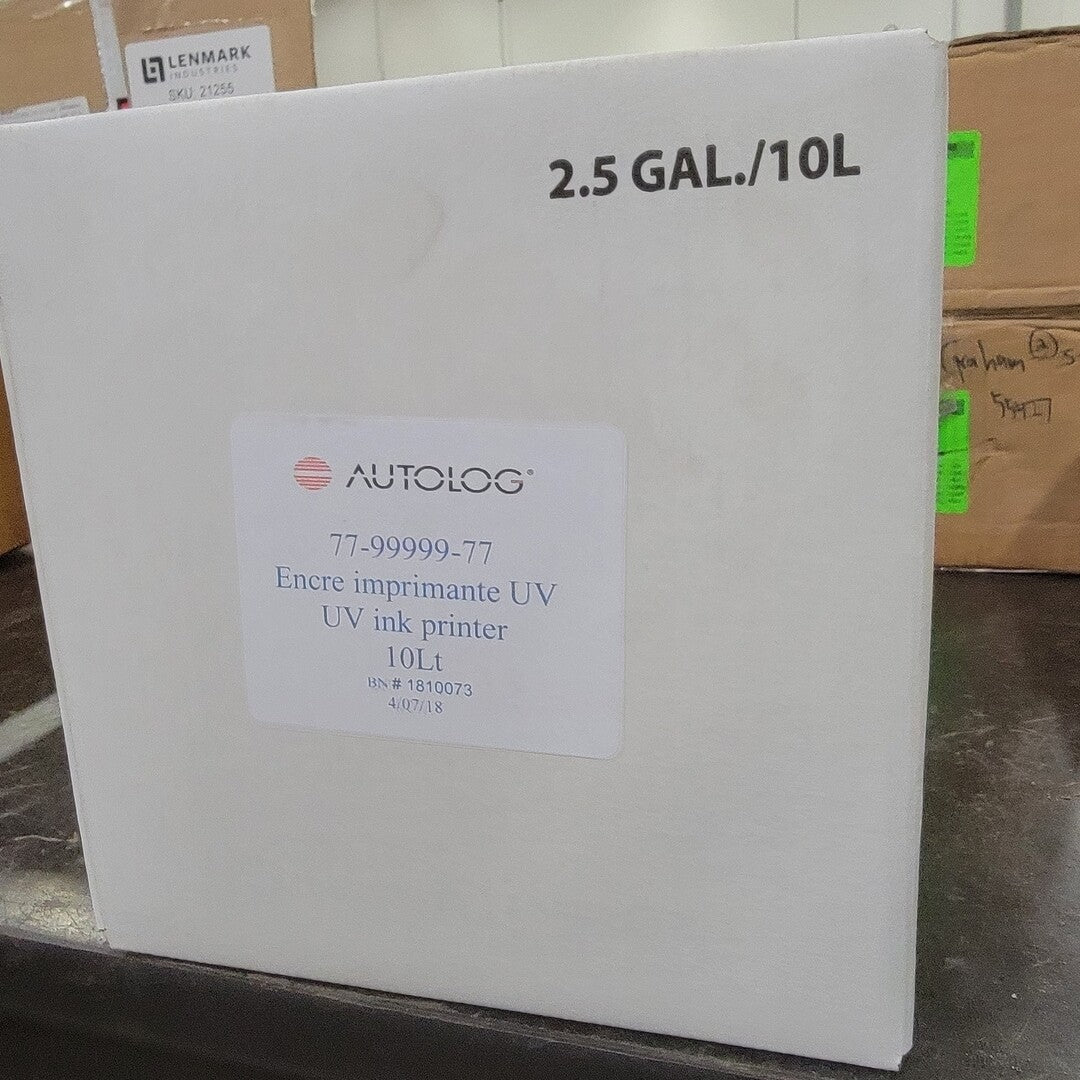 LENMARK
INDUSTRIES
SKU 21255
2.5 GAL./10L
AUTOLOG®
77-99999-77
Encre imprimante UV
UV ink printer
10Lt
BN # 1810073
4/07/18
Graham